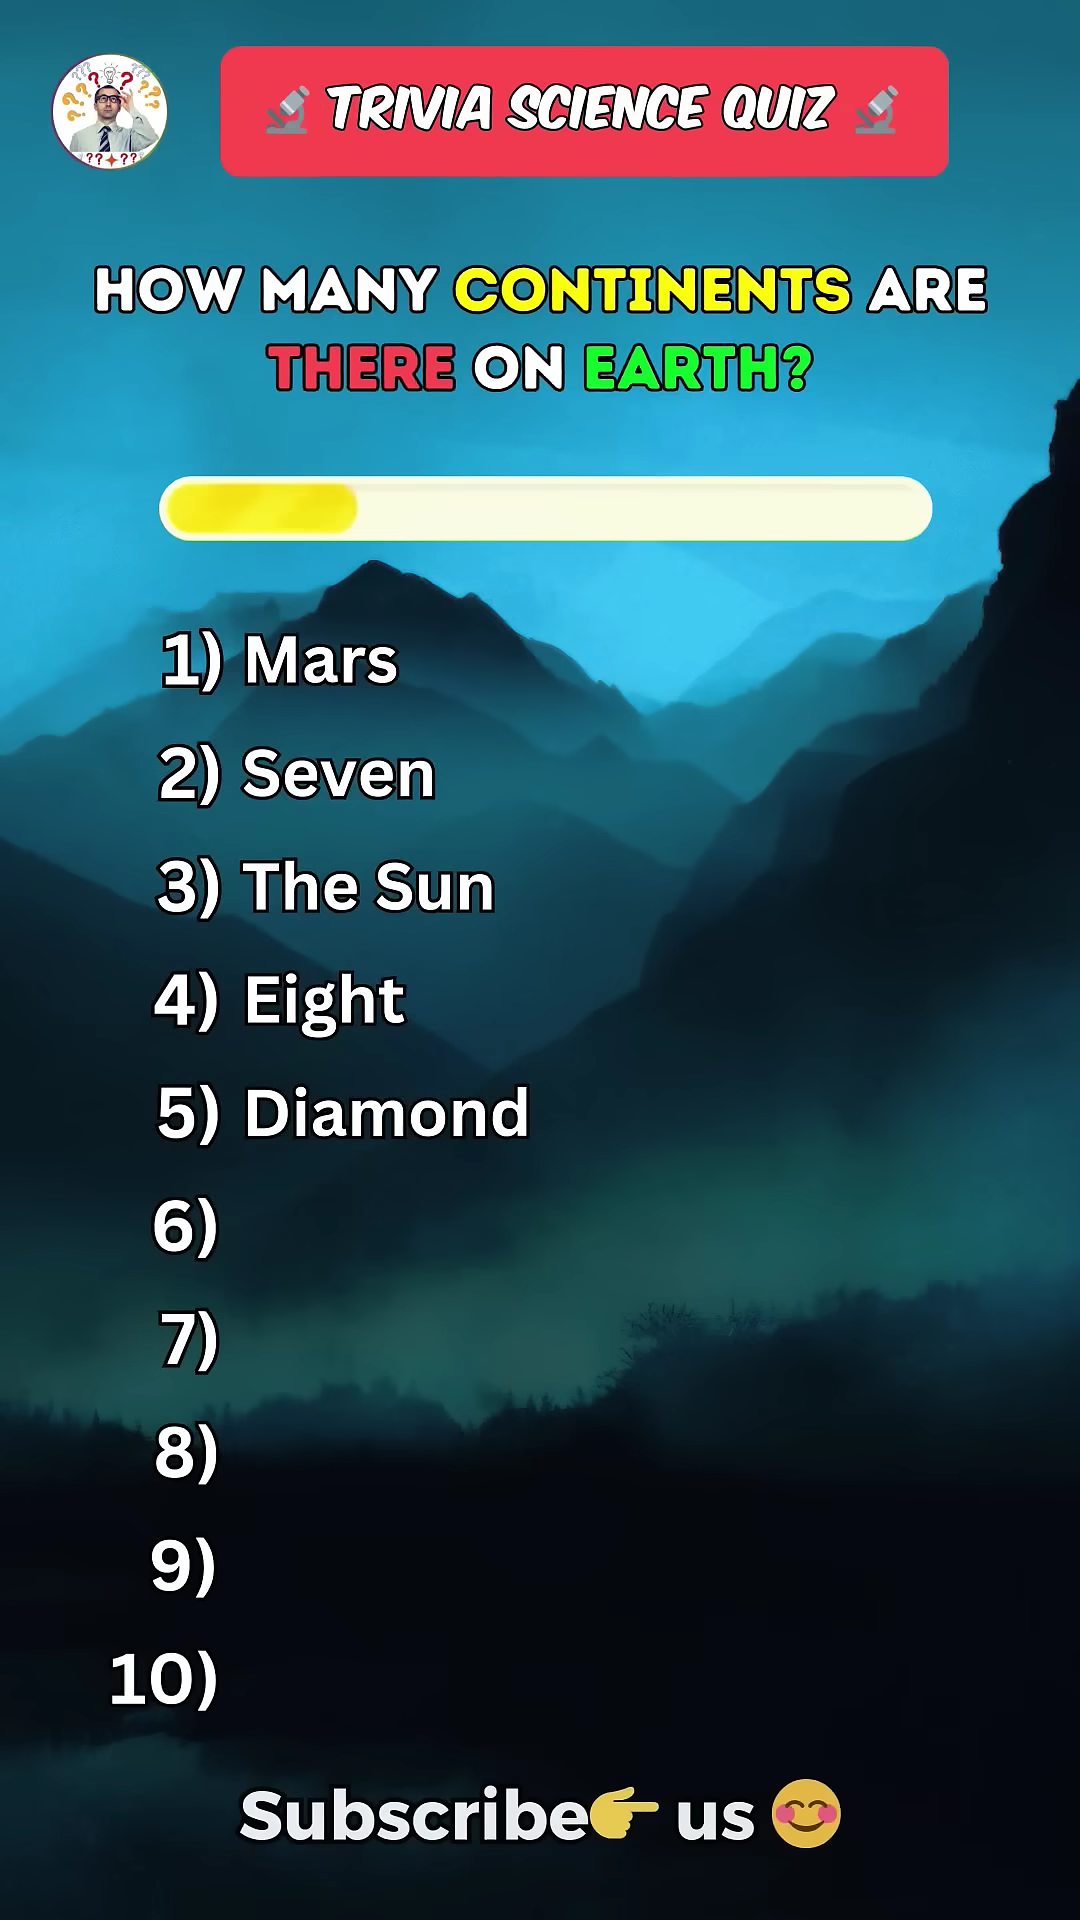 TRIVIA SCIENCE QUIZ
HOW MANY CONTINENTS ARE
THERE ON EARTH?
1) Mars
2) Seven
3) The Sun
4) Eight
5) Diamond
6)
7)
8)
9)
10)
Subscribe👉 us 😊